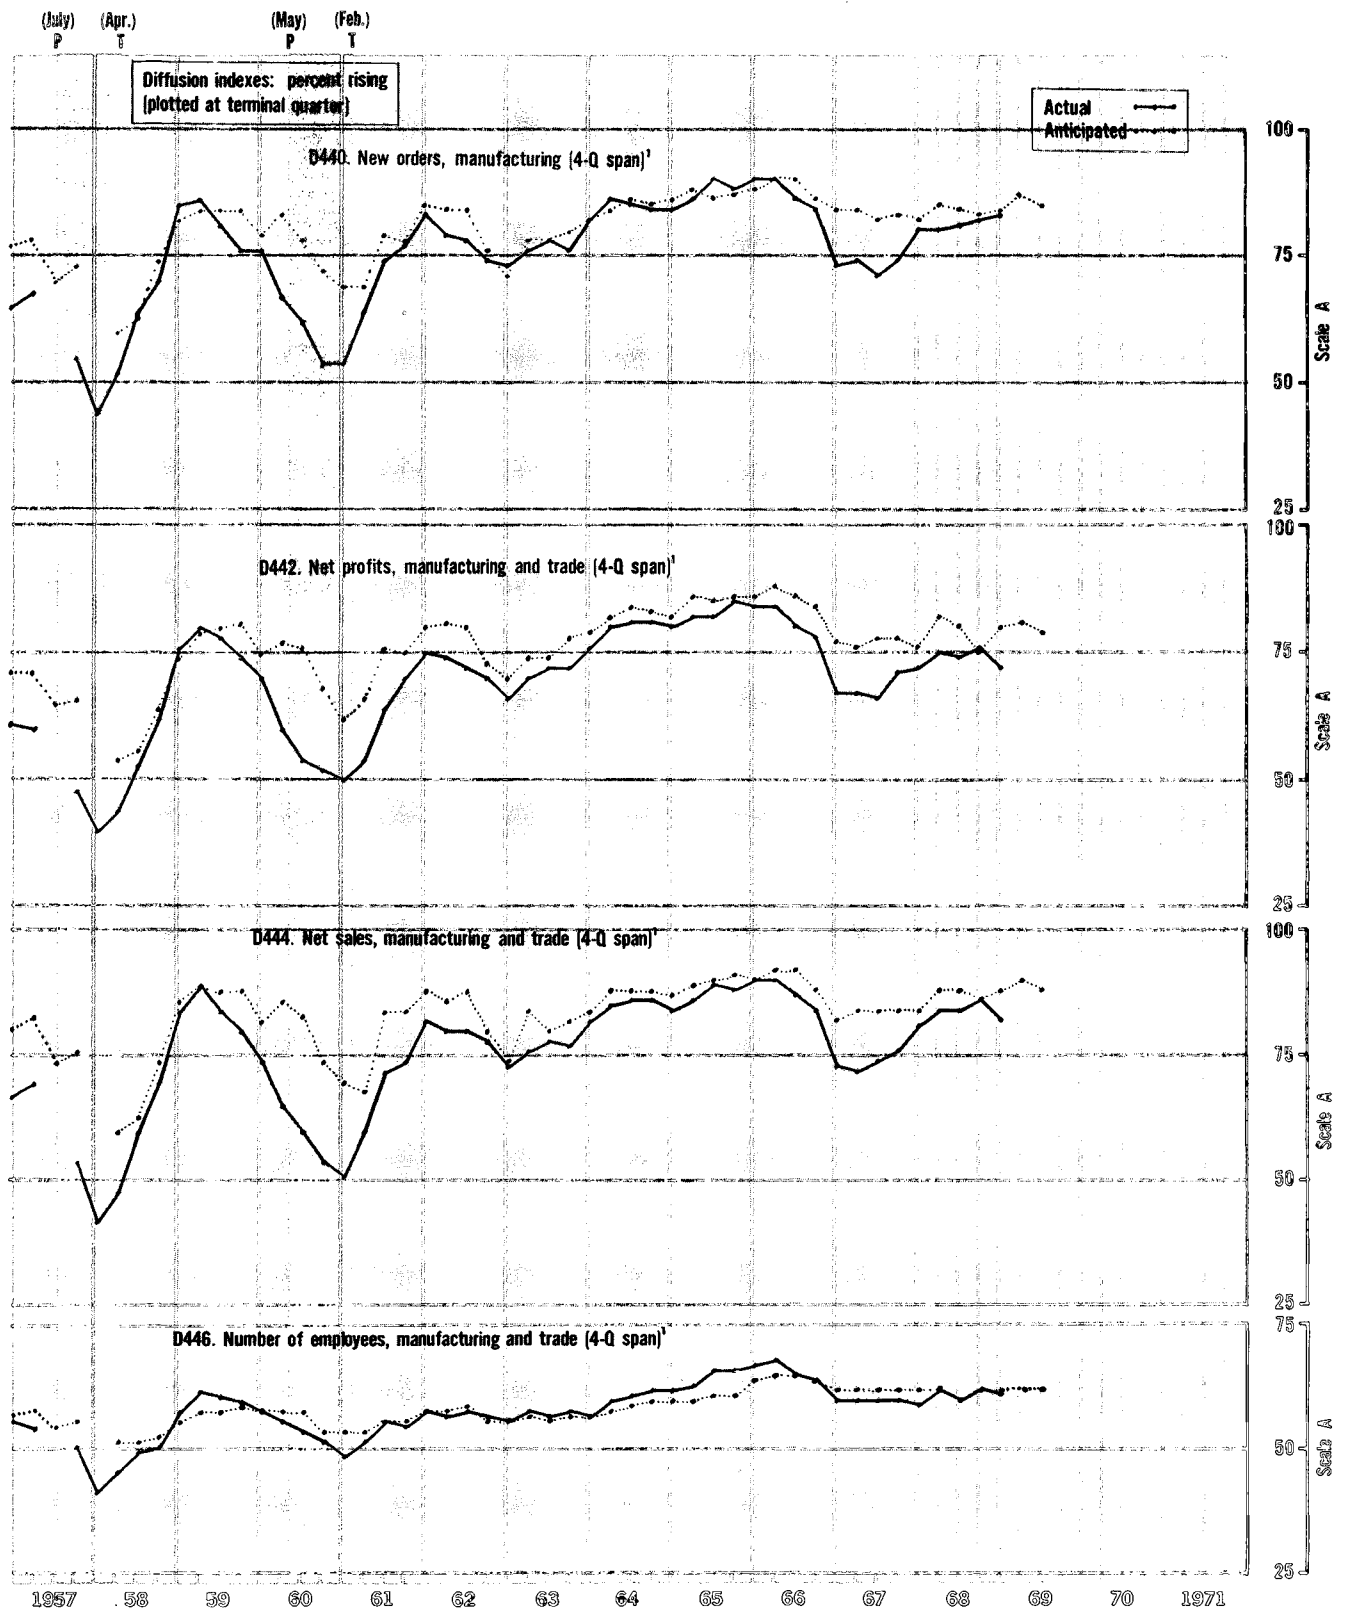 (July) (Apr.) (May) (Feb.)
P T P T
Diffusion indexes: percent rising
(plotted at terminal quarter)
Actual
Anticipated
D440. New orders, manufacturing (4-Q span)¹
100
75
50
25
Scale A
D442. Net profits, manufacturing and trade (4-Q span)¹
100
75
50
25
Scale A
D444. Net sales, manufacturing and trade (4-Q span)¹
100
75
50
25
Scale A
D446. Number of employees, manufacturing and trade (4-Q span)¹
75
50
25
Scale A
1957 58 59 60 61 62 63 64 65 66 67 68 69 70 1971